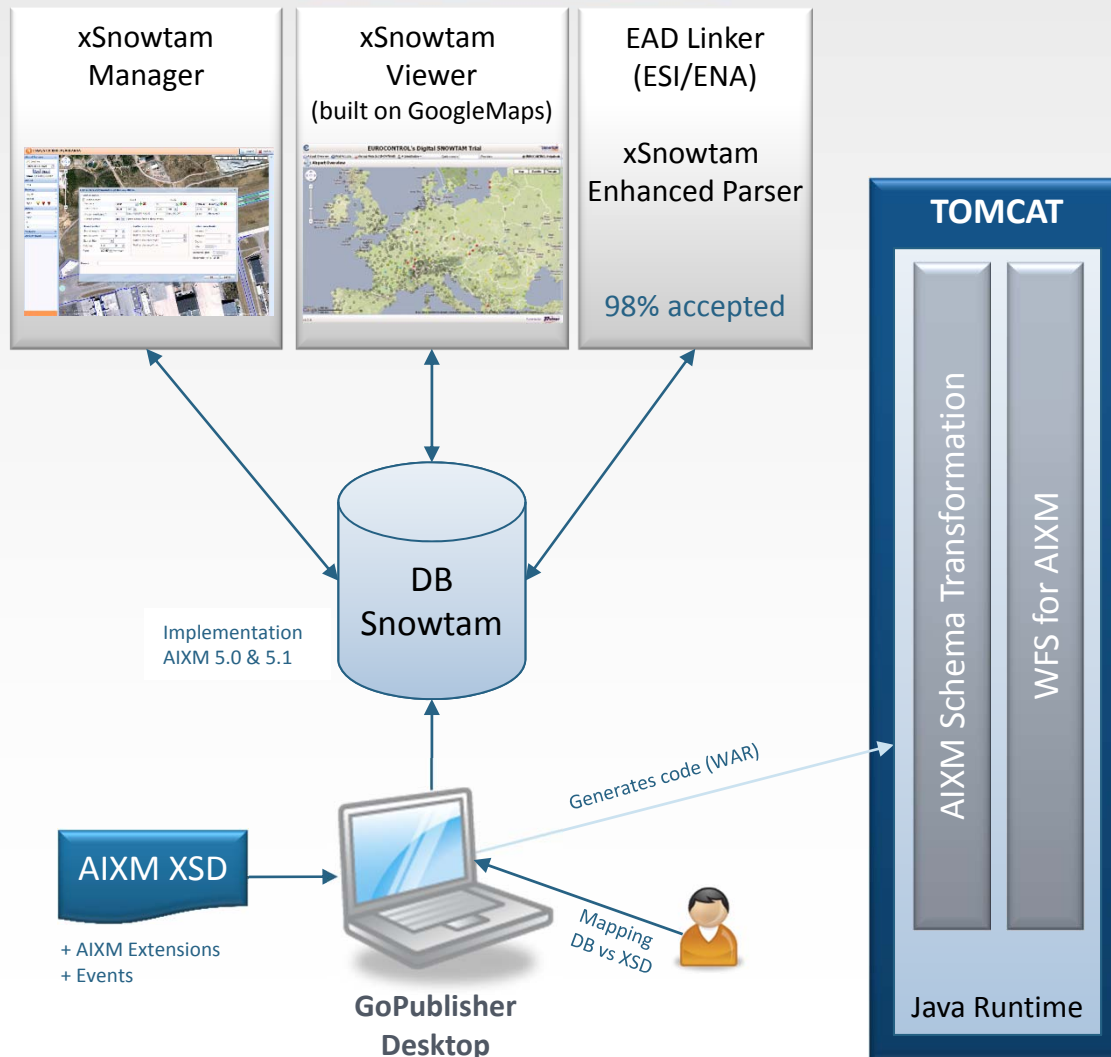 xSnowtam
Manager
xSnowtam
Viewer
(built on GoogleMaps)
EUROCONTROL's Digital SNOWTAM Trial
Airport Overview
EAD Linker
(ESI/ENA)
xSnowtam
Enhanced Parser
98% accepted
DB
Snowtam
Implementation
AIXM 5.0 & 5.1
Generates code (WAR)
AIXM XSD
+ AIXM Extensions
+ Events
Mapping
DB vs XSD
GoPublisher
Desktop
TOMCAT
AIXM Schema Transformation
WFS for AIXM
Java Runtime